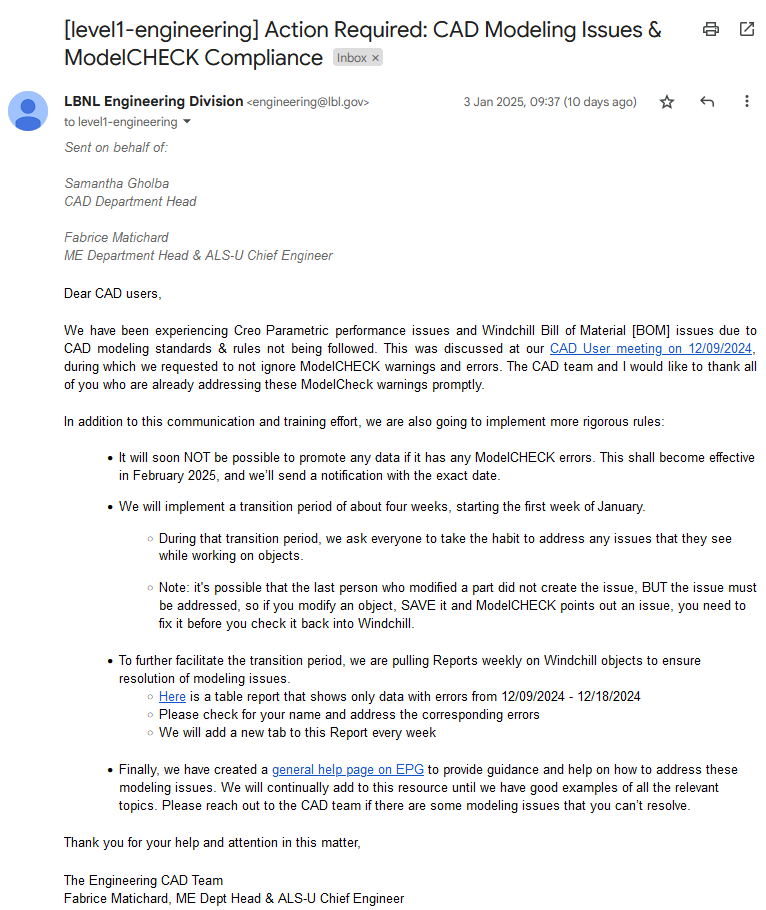 [level1-engineering] Action Required: CAD Modeling Issues &
ModelCHECK Compliance Inbox ×
LBNL Engineering Division <engineering@lbl.gov>
3 Jan 2025, 09:37 (10 days ago)
to level1-engineering
Sent on behalf of:
Samantha Gholba
CAD Department Head
Fabrice Matichard
ME Department Head & ALS-U Chief Engineer
Dear CAD users,
We have been experiencing Creo Parametric performance issues and Windchill Bill of Material [BOM] issues due to
CAD modeling standards & rules not being followed. This was discussed at our CAD User meeting on 12/09/2024,
during which we requested to not ignore ModelCHECK warnings and errors. The CAD team and I would like to thank all
of you who are already addressing these ModelCheck warnings promptly.
In addition to this communication and training effort, we are also going to implement more rigorous rules:
• It will soon NOT be possible to promote any data if it has any ModelCHECK errors. This shall become effective
in February 2025, and we'll send a notification with the exact date.
• We will implement a transition period of about four weeks, starting the first week of January.
○ During that transition period, we ask everyone to take the habit to address any issues that they see
while working on objects.
○ Note: it's possible that the last person who modified a part did not create the issue, BUT the issue must
be addressed, so if you modify an object, SAVE it and ModelCHECK points out an issue, you need to
fix it before you check it back into Windchill.
• To further facilitate the transition period, we are pulling Reports weekly on Windchill objects to ensure
resolution of modeling issues.
○ Here is a table report that shows only data with errors from 12/09/2024 - 12/18/2024
○ Please check for your name and address the corresponding errors
○ We will add a new tab to this Report every week
• Finally, we have created a general help page on EPG to provide guidance and help on how to address these
modeling issues. We will continually add to this resource until we have good examples of all the relevant
topics. Please reach out to the CAD team if there are some modeling issues that you can't resolve.
Thank you for your help and attention in this matter,
The Engineering CAD Team
Fabrice Matichard, ME Dept Head & ALS-U Chief Engineer